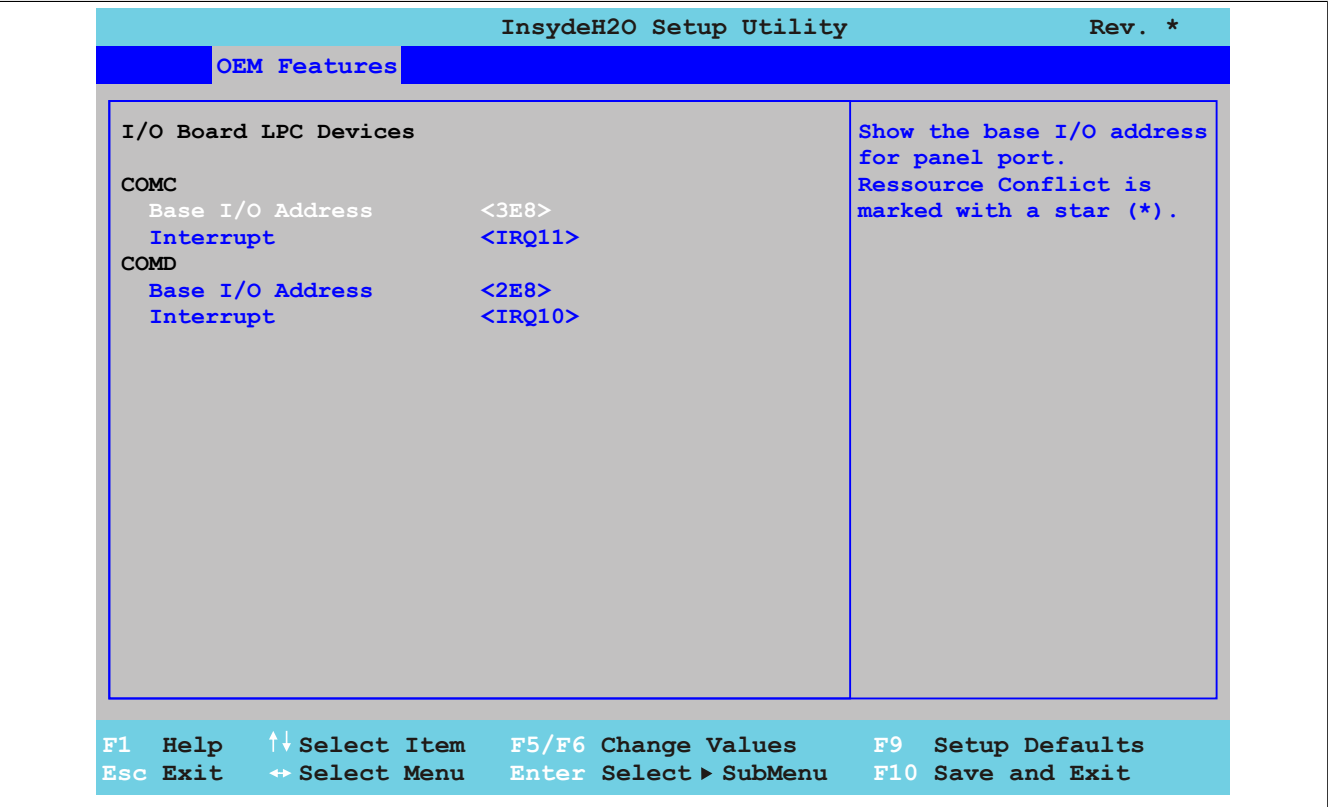 InsydeH2O Setup Utility Rev. *
OEM Features
I/O Board LPC Devices
COMC
Base I/O Address <3E8>
Interrupt <IRQ11>
COMD
Base I/O Address <2E8>
Interrupt <IRQ10>
Show the base I/O address
for panel port.
Ressource Conflict is
marked with a star (*).
F1 Help ↑↓ Select Item F5/F6 Change Values F9 Setup Defaults
Esc Exit ↔ Select Menu Enter Select ▶ SubMenu F10 Save and Exit